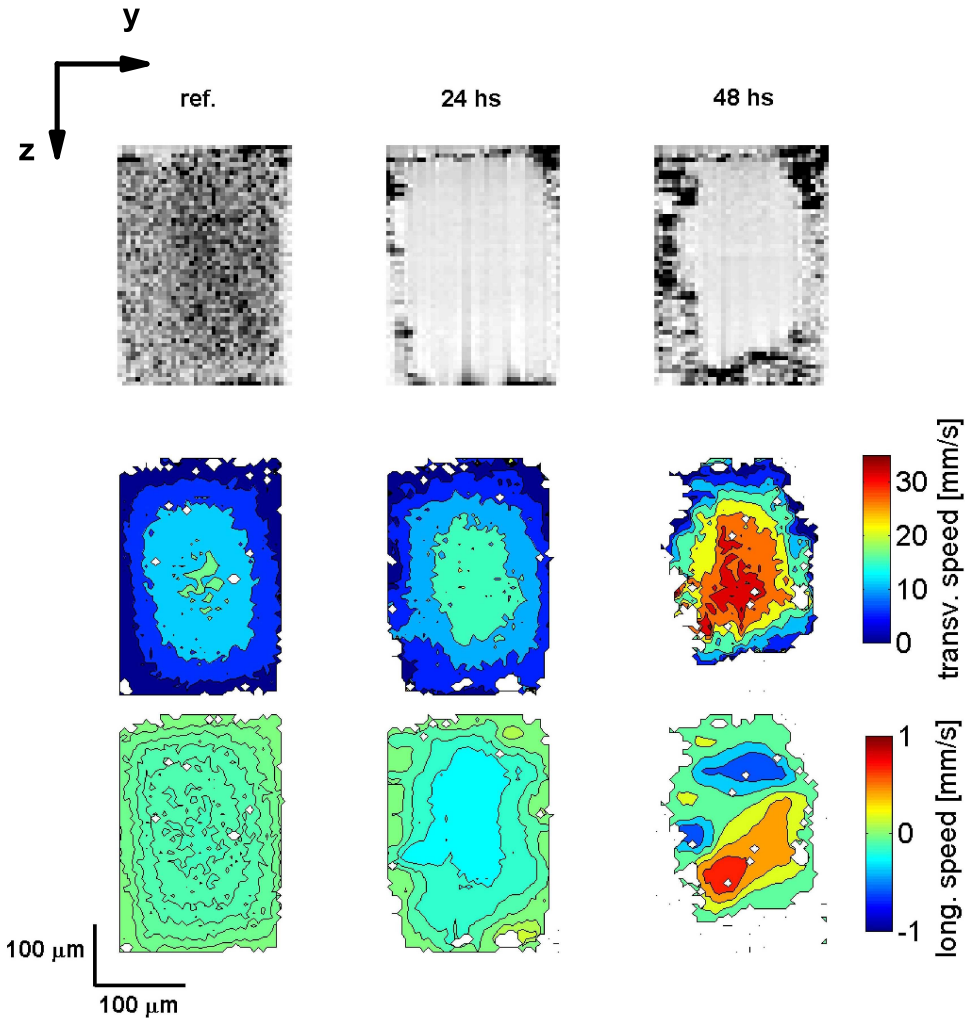 y
z
ref.
24 hs
48 hs
30
20
10
0
transv. speed [mm/s]
1
0
-1
long. speed [mm/s]
100 μm
100 μm